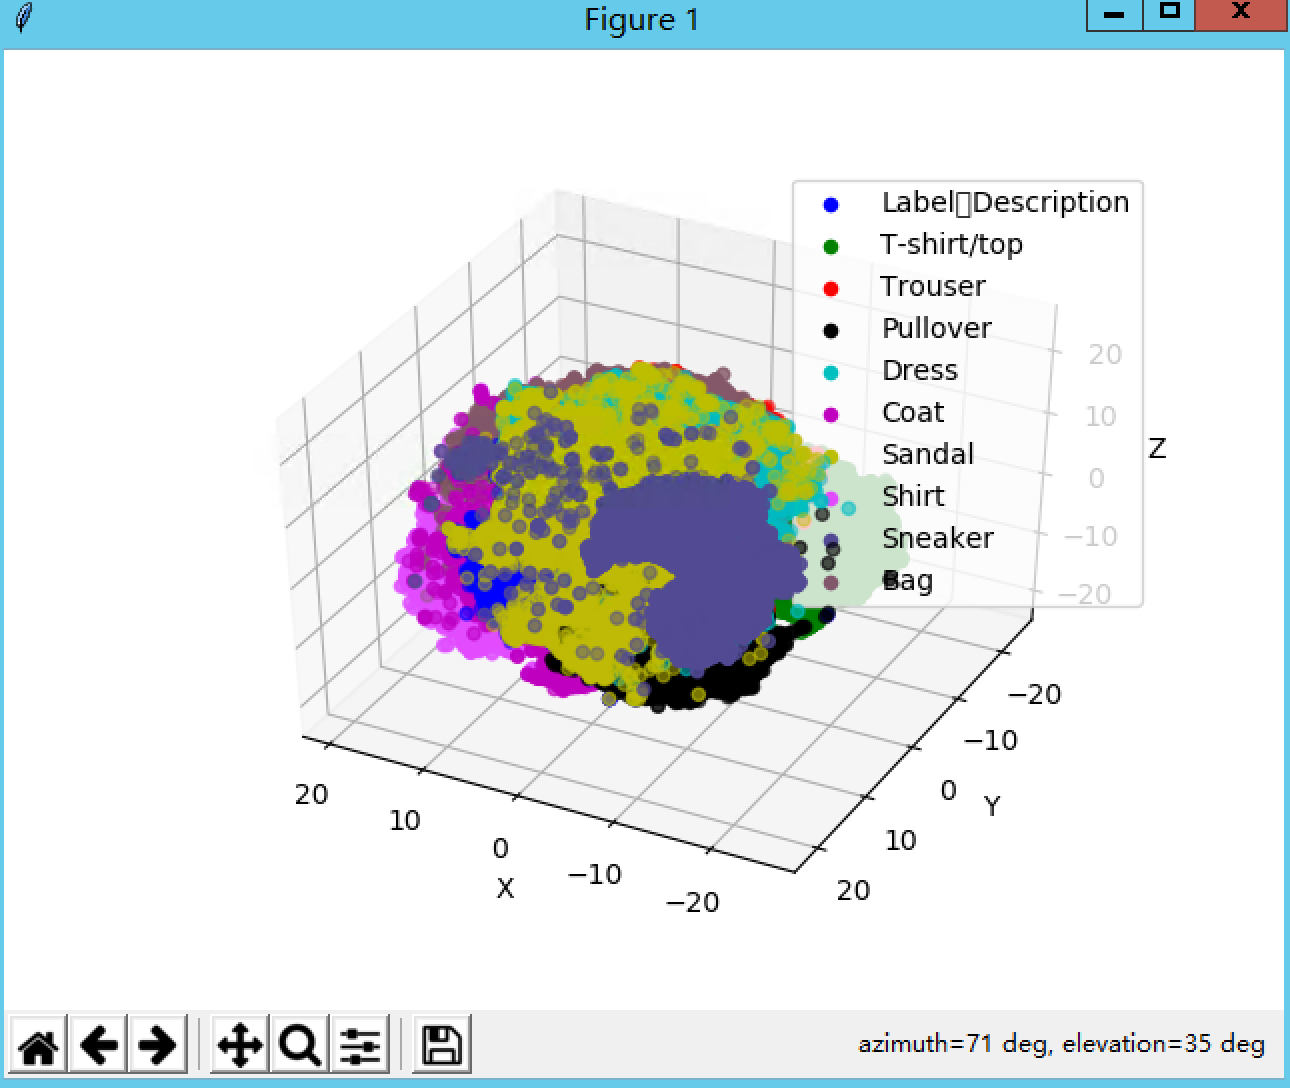 Figure 1
Label▯Description
T-shirt/top
Trouser
Pullover
Dress
Coat
Sandal
Shirt
Sneaker
Bag
20
10
0
−10
−20
Z
−20
−10
0
10
20
Y
20
10
0
−10
−20
X
azimuth=71 deg, elevation=35 deg